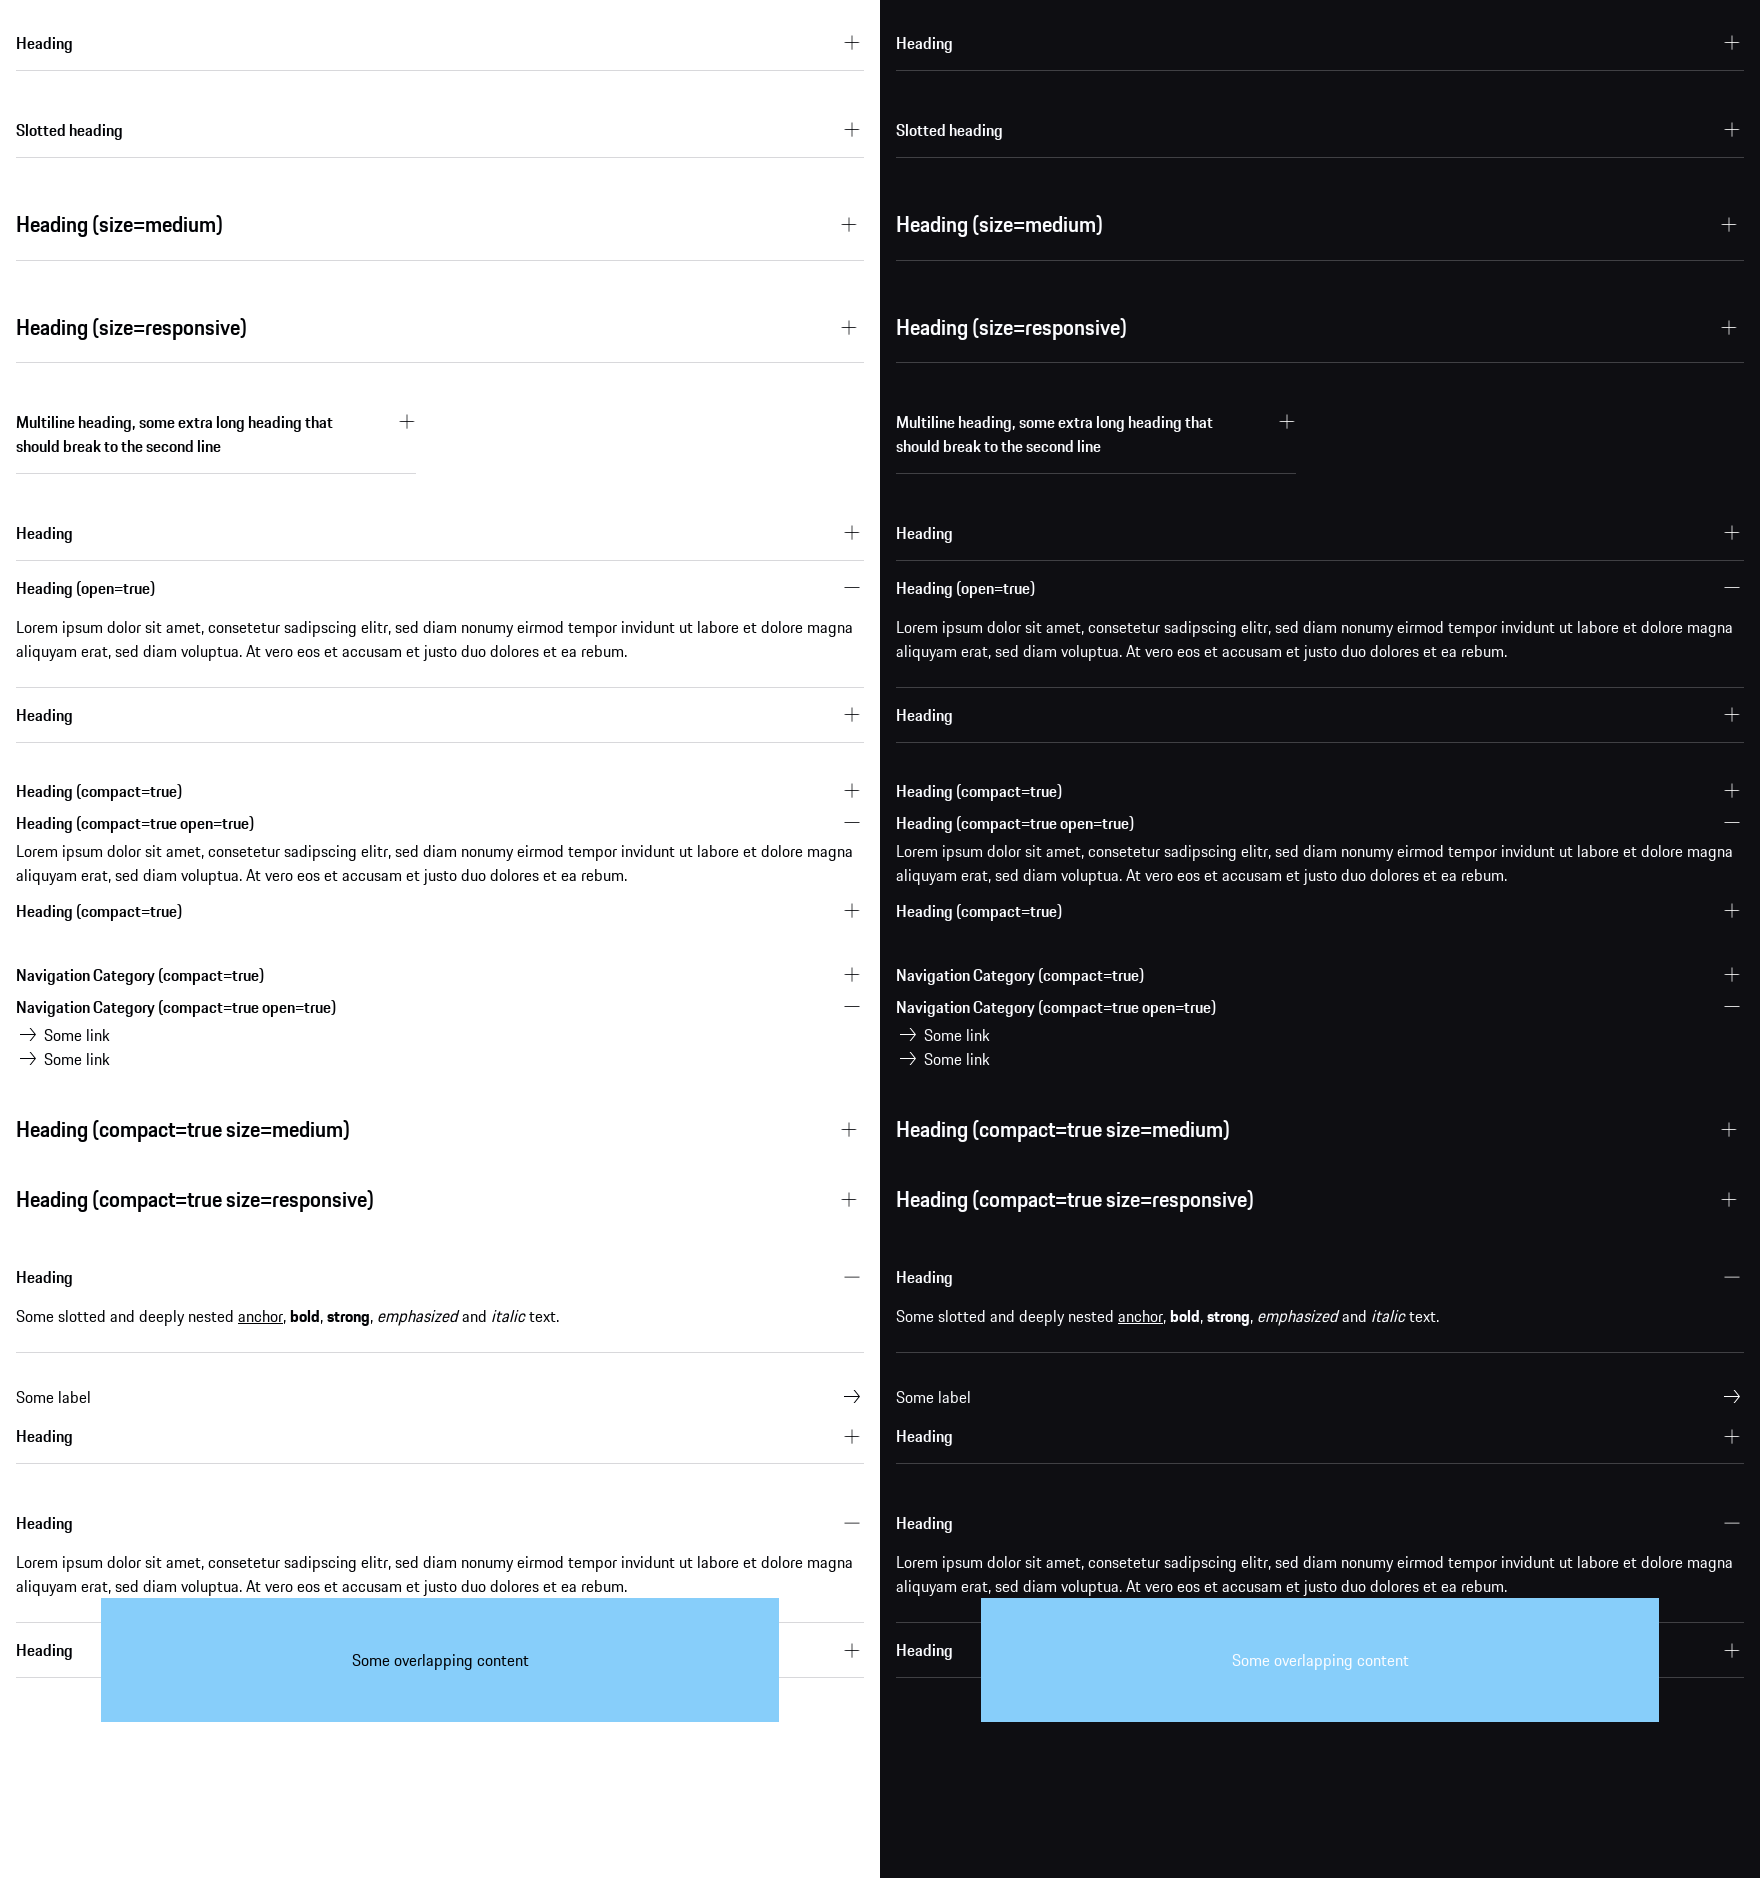 Heading
Slotted heading
Heading (size=medium)
Heading (size=responsive)
Multiline heading, some extra long heading that
should break to the second line
Heading
Heading (open=true)
Lorem ipsum dolor sit amet, consetetur sadipscing elitr, sed diam nonumy eirmod tempor invidunt ut labore et dolore magna
aliquyam erat, sed diam voluptua. At vero eos et accusam et justo duo dolores et ea rebum.
Heading
Heading (compact=true)
Heading (compact=true open=true)
Lorem ipsum dolor sit amet, consetetur sadipscing elitr, sed diam nonumy eirmod tempor invidunt ut labore et dolore magna
aliquyam erat, sed diam voluptua. At vero eos et accusam et justo duo dolores et ea rebum.
Heading (compact=true)
Navigation Category (compact=true)
Navigation Category (compact=true open=true)
Some link
Some link
Heading (compact=true size=medium)
Heading (compact=true size=responsive)
Heading
Some slotted and deeply nested anchor, bold, strong, emphasized and italic text.
Some label
Heading
Heading
Lorem ipsum dolor sit amet, consetetur sadipscing elitr, sed diam nonumy eirmod tempor invidunt ut labore et dolore magna
aliquyam erat, sed diam voluptua. At vero eos et accusam et justo duo dolores et ea rebum.
Heading
Some overlapping content
Heading
Slotted heading
Heading (size=medium)
Heading (size=responsive)
Multiline heading, some extra long heading that
should break to the second line
Heading
Heading (open=true)
Lorem ipsum dolor sit amet, consetetur sadipscing elitr, sed diam nonumy eirmod tempor invidunt ut labore et dolore magna
aliquyam erat, sed diam voluptua. At vero eos et accusam et justo duo dolores et ea rebum.
Heading
Heading (compact=true)
Heading (compact=true open=true)
Lorem ipsum dolor sit amet, consetetur sadipscing elitr, sed diam nonumy eirmod tempor invidunt ut labore et dolore magna
aliquyam erat, sed diam voluptua. At vero eos et accusam et justo duo dolores et ea rebum.
Heading (compact=true)
Navigation Category (compact=true)
Navigation Category (compact=true open=true)
Some link
Some link
Heading (compact=true size=medium)
Heading (compact=true size=responsive)
Heading
Some slotted and deeply nested anchor, bold, strong, emphasized and italic text.
Some label
Heading
Heading
Lorem ipsum dolor sit amet, consetetur sadipscing elitr, sed diam nonumy eirmod tempor invidunt ut labore et dolore magna
aliquyam erat, sed diam voluptua. At vero eos et accusam et justo duo dolores et ea rebum.
Heading
Some overlapping content